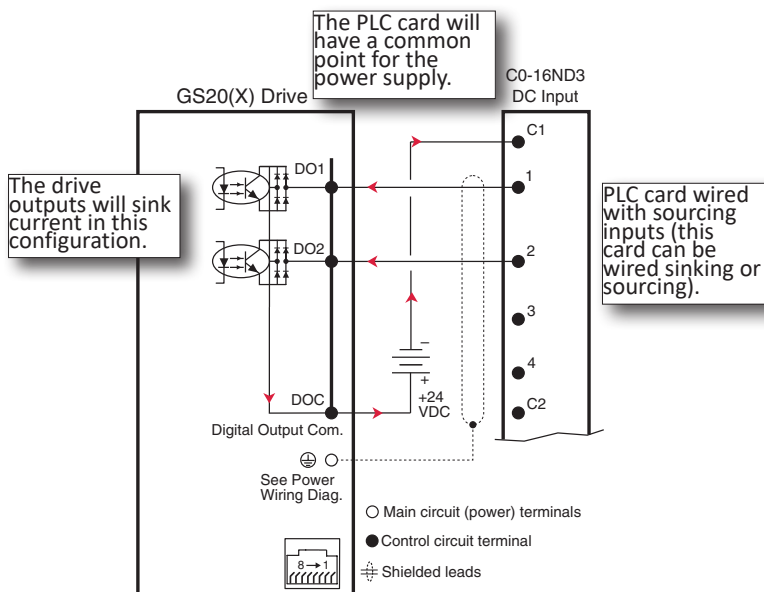 The PLC card will
have a common
point for the
power supply.
C0-16ND3
DC Input
GS20(X) Drive
C1
DO1
1
The drive
outputs will sink
current in this
configuration.
PLC card wired
with sourcing
inputs (this
card can be
wired sinking or
sourcing).
DO2
2
3
–
4
+
+24
VDC
DOC
C2
Digital Output Com.
See Power
Wiring Diag.
Main circuit (power) terminals
Control circuit terminal
8→1
Shielded leads